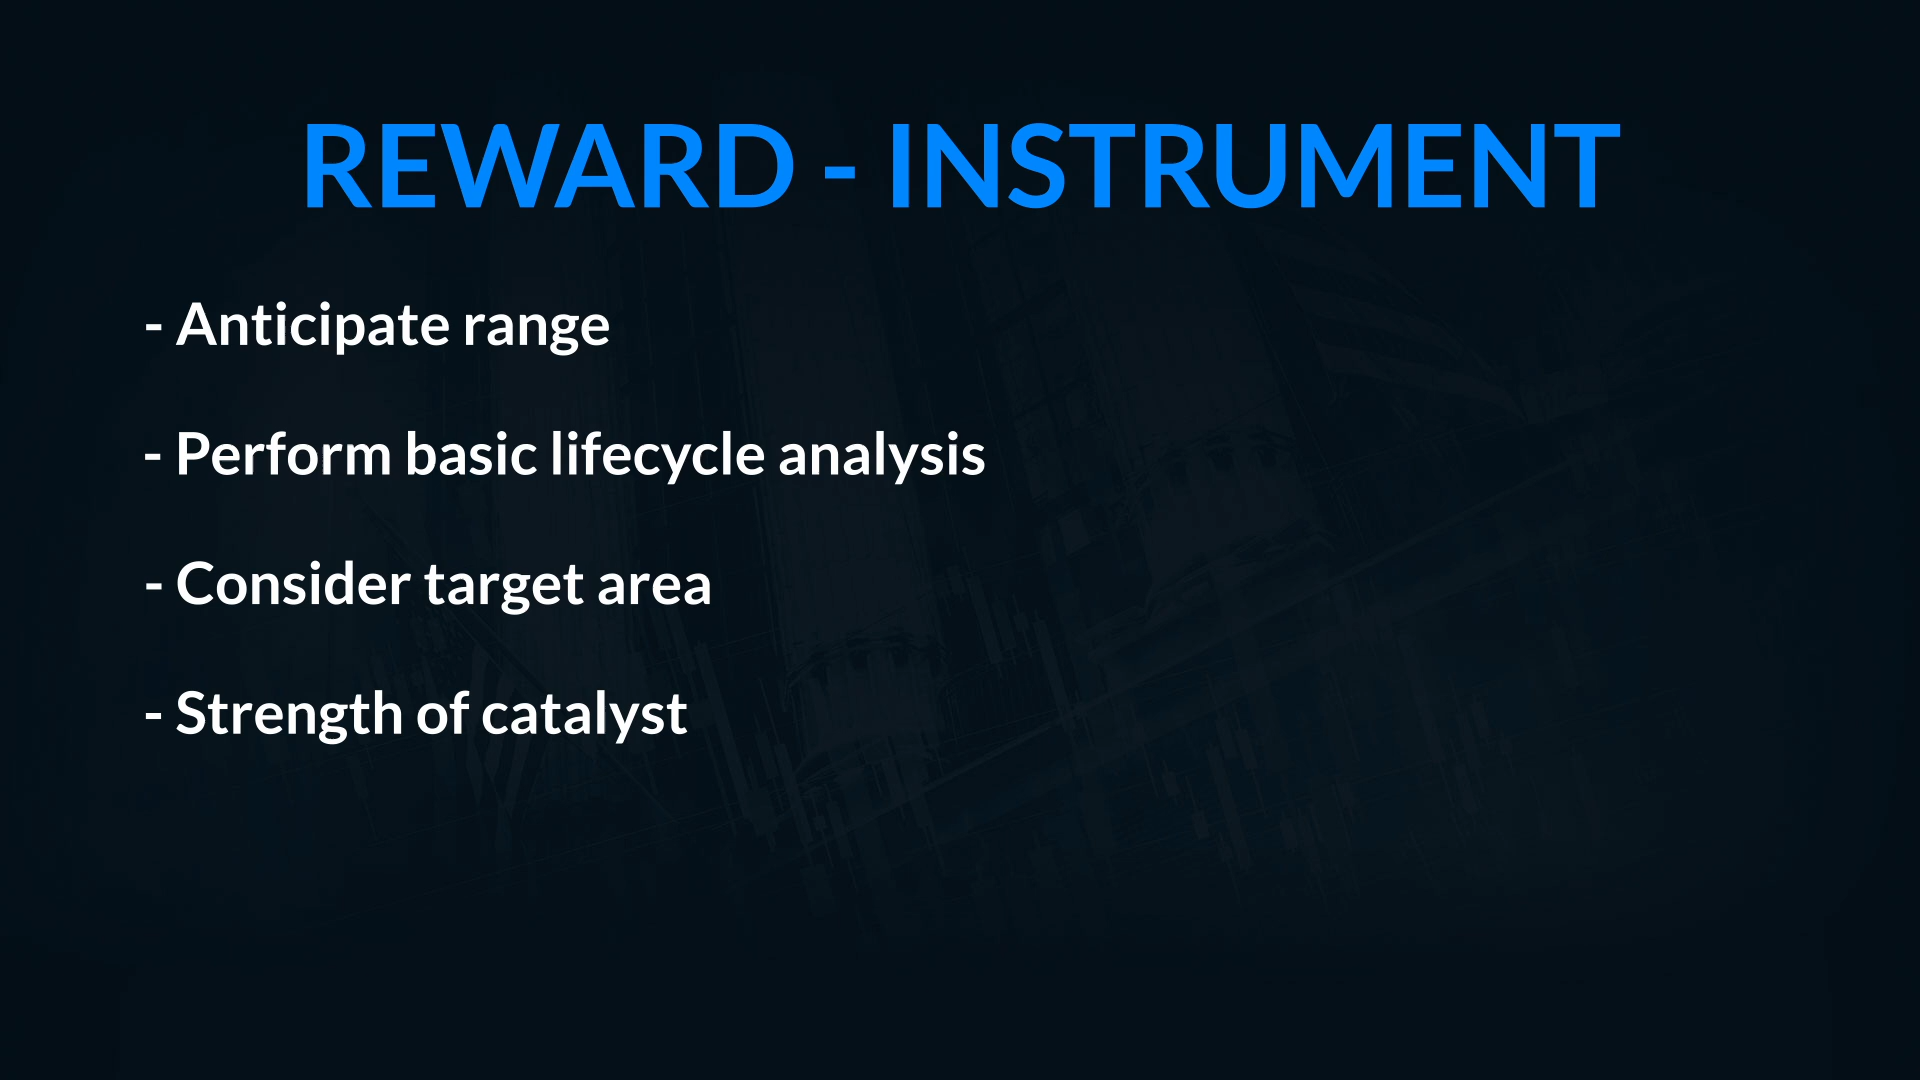 REWARD - INSTRUMENT
- Anticipate range
- Perform basic lifecycle analysis
- Consider target area
- Strength of catalyst